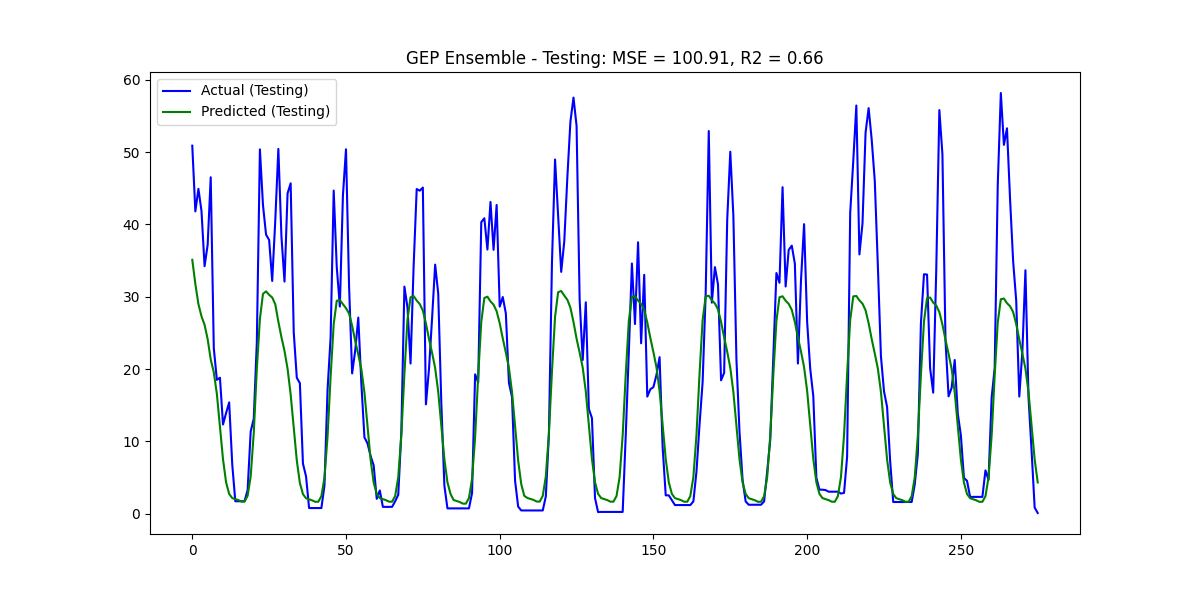 GEP Ensemble - Testing: MSE = 100.91, R2 = 0.66
Actual (Testing)
Predicted (Testing)
60
50
40
30
20
10
0
0 50 100 150 200 250